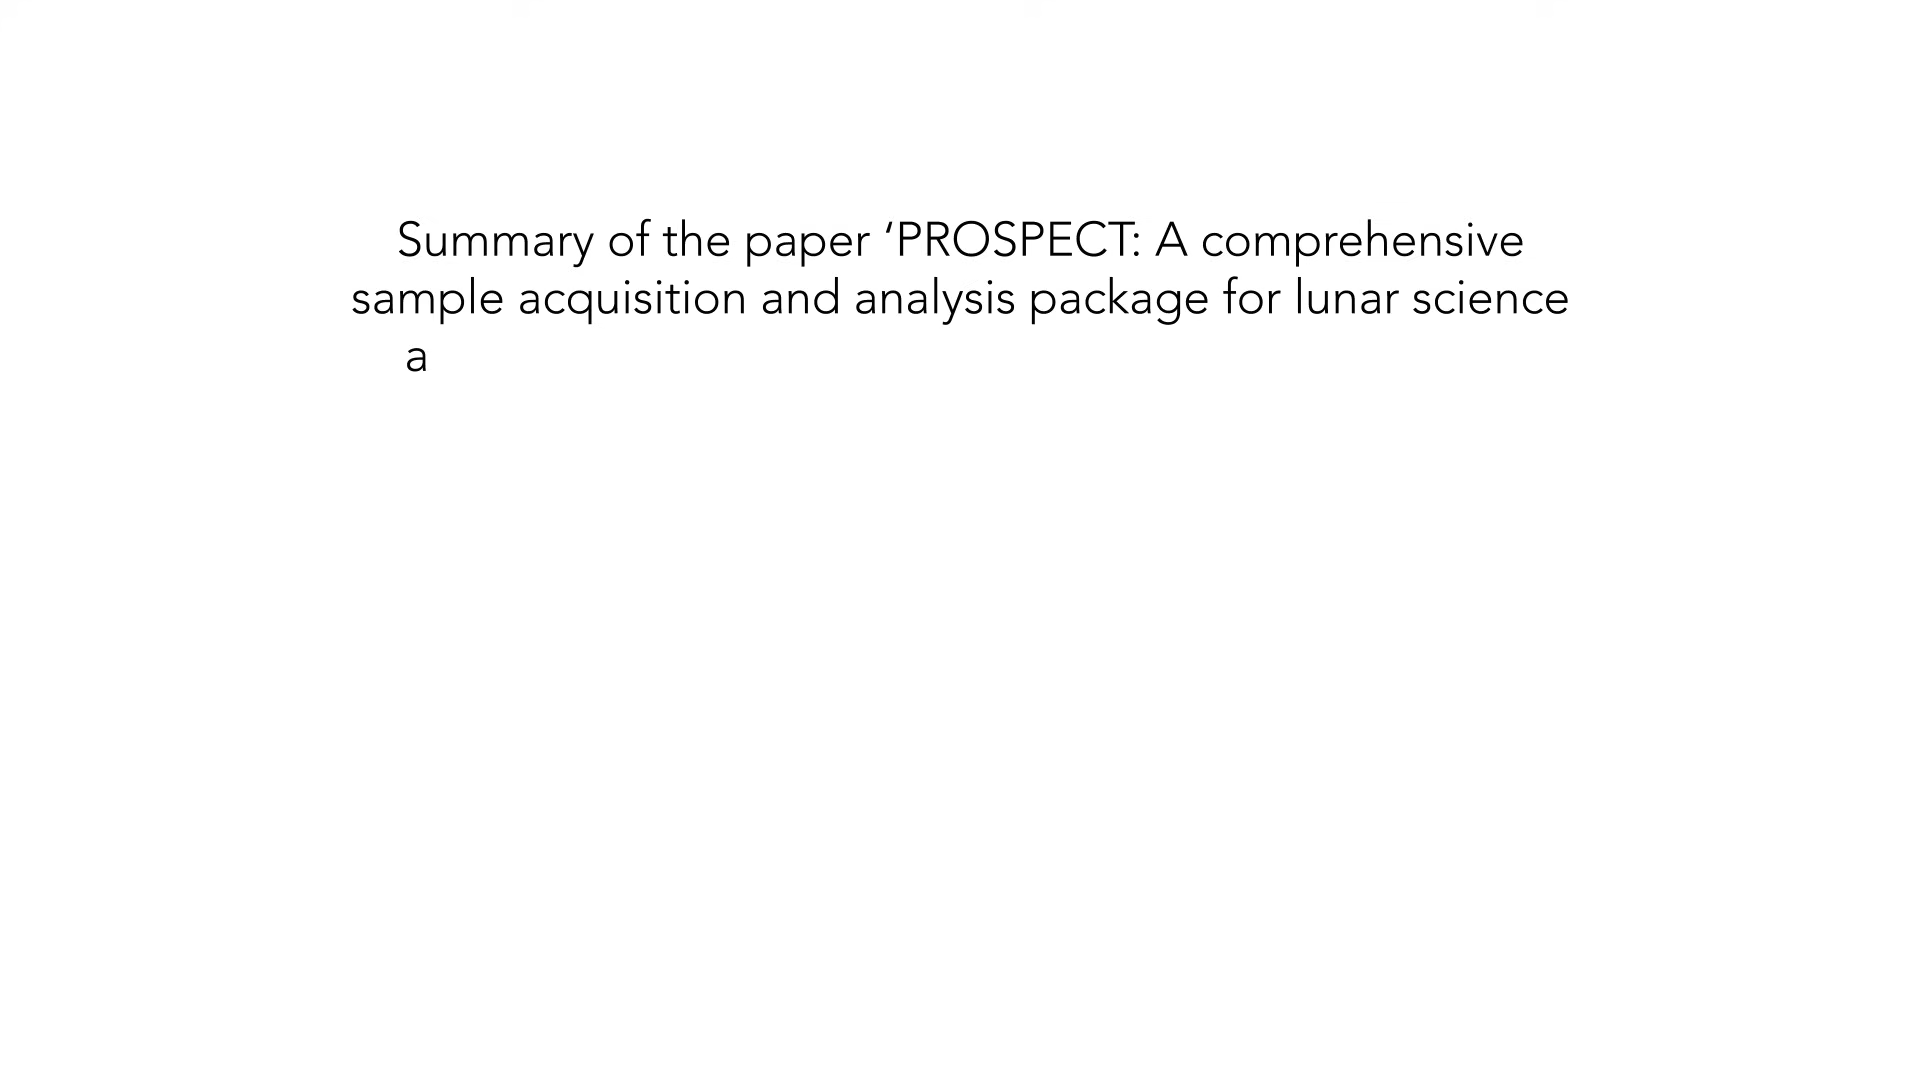 Summary of the paper ‘PROSPECT: A comprehensive
sample acquisition and analysis package for lunar science
a